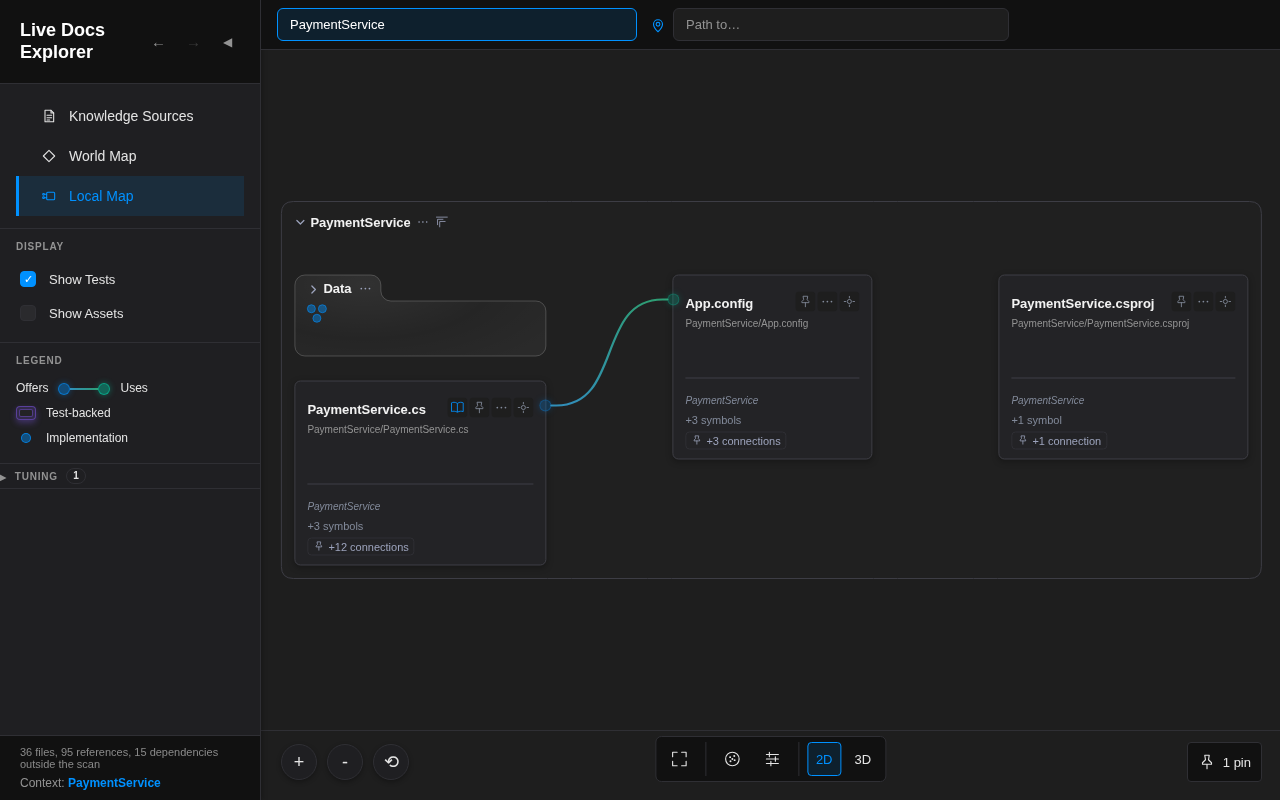 Live Docs
Explorer
PaymentService
Path to…
Knowledge Sources
World Map
Local Map
DISPLAY
Show Tests
Show Assets
LEGEND
Offers
Uses
Test-backed
Implementation
TUNING 1
36 files, 95 references, 15 dependencies
outside the scan
Context: PaymentService
PaymentService
Data
PaymentService.cs
PaymentService/PaymentService.cs
PaymentService
+3 symbols
+12 connections
App.config
PaymentService/App.config
PaymentService
+3 symbols
+3 connections
PaymentService.csproj
PaymentService/PaymentService.csproj
PaymentService
+1 symbol
+1 connection
+
-
2D
3D
1 pin